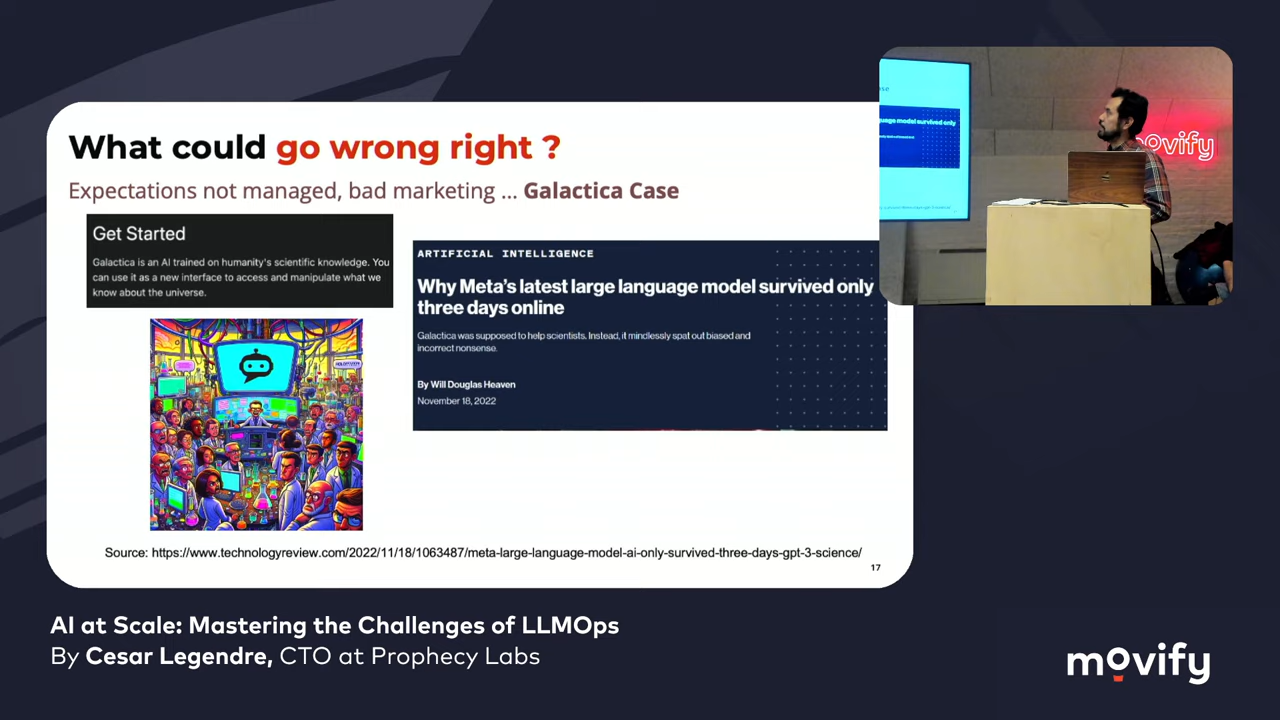 What could go wrong right ?
Expectations not managed, bad marketing ... Galactica Case
Get Started
Galactica is an AI trained on humanity's scientific knowledge. You
can use it as a new interface to access and manipulate what we
know about the universe.
ARTIFICIAL INTELLIGENCE
Why Meta's latest large language model survived only
three days online
Galactica was supposed to help scientists. Instead, it mindlessly spat out biased and
incorrect nonsense.
By Will Douglas Heaven
November 18, 2022
Source: https://www.technologyreview.com/2022/11/18/1063487/meta-large-language-model-ai-only-survived-three-days-gpt-3-science/
17
guage model survived only
movify
AI at Scale: Mastering the Challenges of LLMOps
By Cesar Legendre, CTO at Prophecy Labs
movify